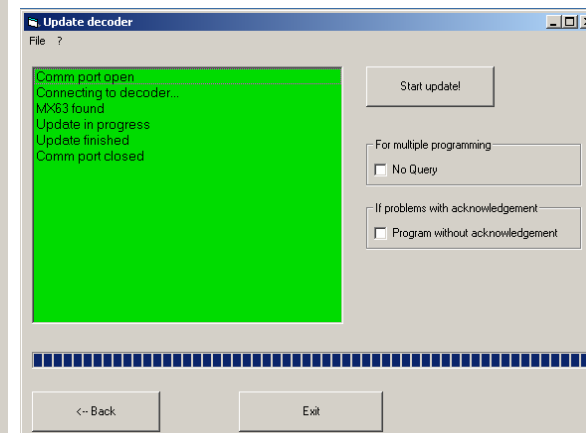 Update decoder
File ?
Comm port open
Connecting to decoder...
MX63 found
Update in progress
Update finished
Comm port closed
Start update!
For multiple programming
No Query
If problems with acknowledgement
Program without acknowledgement
<-- Back
Exit